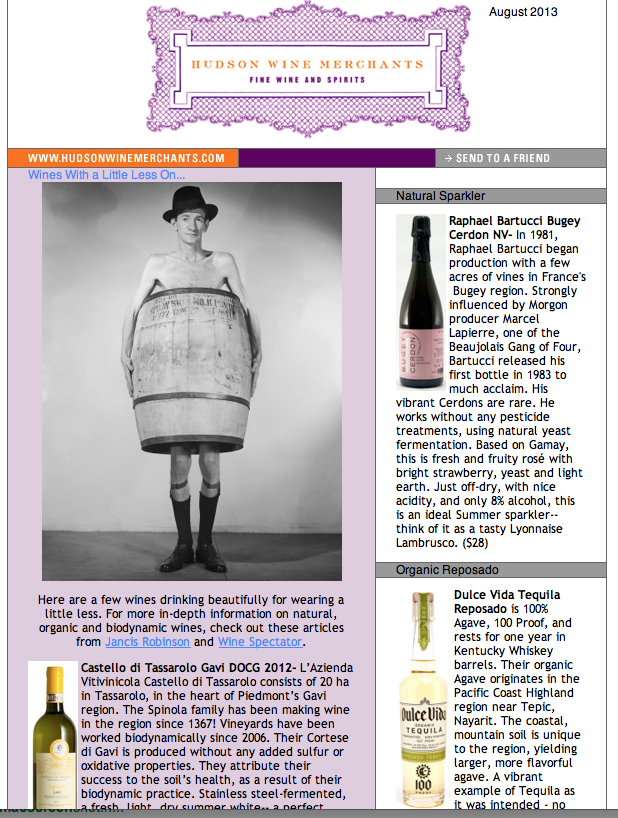 August 2013
HUDSON WINE MERCHANTS
FINE WINE AND SPIRITS
WWW.HUDSONWINEMERCHANTS.COM
→ SEND TO A FRIEND
Wines With a Little Less On...
Here are a few wines drinking beautifully for wearing a
little less. For more in-depth information on natural,
organic and biodynamic wines, check out these articles
from Jancis Robinson and Wine Spectator.
Castello di Tassarolo Gavi DOCG 2012- L'Azienda
Vitivinicola Castello di Tassarolo consists of 20 ha
in Tassarolo, in the heart of Piedmont's Gavi
region. The Spinola family has been making wine
in the region since 1367! Vineyards have been
worked biodynamically since 2006. Their Cortese
di Gavi is produced without any added sulfur or
oxidative properties. They attribute their
success to the soil's health, as a result of their
biodynamic practice. Stainless steel-fermented,
a fresh, light, dry summer white-- a perfect
Natural Sparkler
BUGEY
CERDON
Raphael Bartucci Bugey
Cerdon NV- In 1981,
Raphael Bartucci began
production with a few
acres of vines in France's
Bugey region. Strongly
influenced by Morgon
producer Marcel
Lapierre, one of the
Beaujolais Gang of Four,
Bartucci released his
first bottle in 1983 to
much acclaim. His
vibrant Cerdons are rare. He
works without any pesticide
treatments, using natural yeast
fermentation. Based on Gamay,
this is fresh and fruity rosé with
bright strawberry, yeast and light
earth. Just off-dry, with nice
acidity, and only 8% alcohol, this
is an ideal Summer sparkler--
think of it as a tasty Lyonnaise
Lambrusco. ($28)
Organic Reposado
Dulce Vida
ORGANIC
TEQUILA
100
PROOF
Dulce Vida Tequila
Reposado is 100%
Agave, 100 Proof, and
rests for one year in
Kentucky Whiskey
barrels. Their organic
Agave originates in the
Pacific Coast Highland
region near Tepic,
Nayarit. The coastal,
mountain soil is unique
to the region, yielding
larger, more flavorful
agave. A vibrant
example of Tequila as
it was intended - no